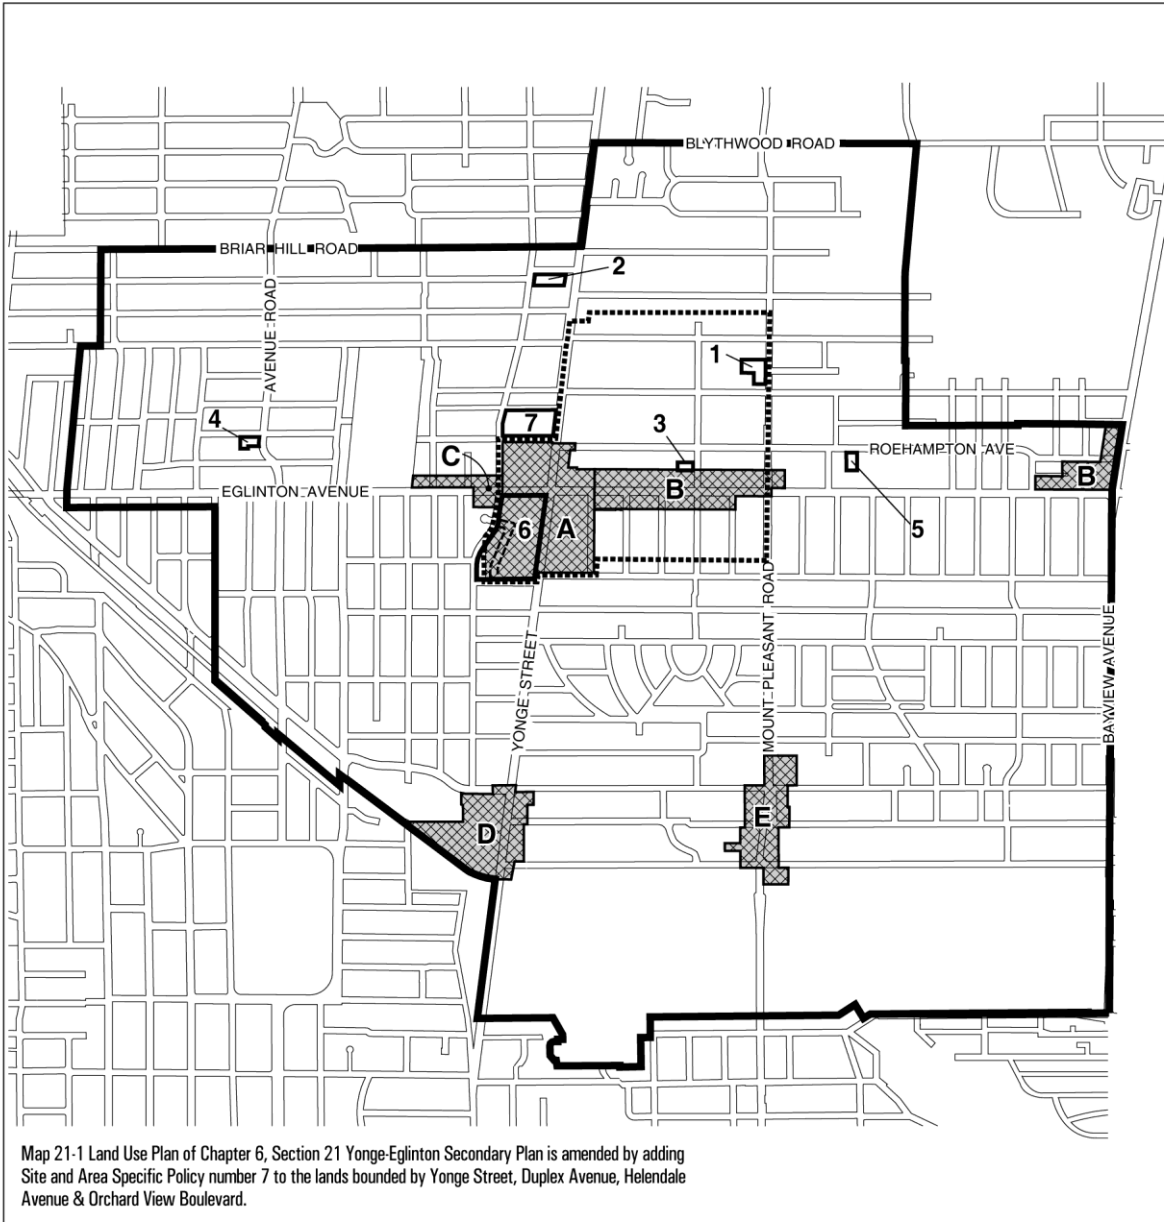 BLYTHWOOD ROAD
BRIAR HILL ROAD
2
AVENUE ROAD
1
7
4
3
C
ROEHAMPTON AVE
B
B
EGLINTON AVENUE
6
A
5
YONGE STREET
MOUNT PLEASANT ROAD
BAYVIEW AVENUE
D
E
Map 21-1 Land Use Plan of Chapter 6, Section 21 Yonge-Eglinton Secondary Plan is amended by adding
Site and Area Specific Policy number 7 to the lands bounded by Yonge Street, Duplex Avenue, Helendale
Avenue & Orchard View Boulevard.